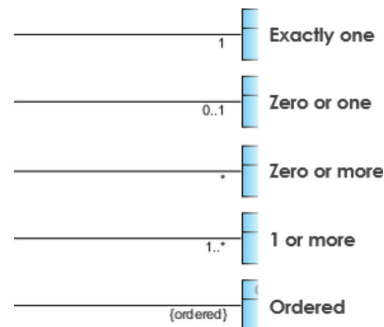 1 Exactly one
0..1 Zero or one
* Zero or more
1..* 1 or more
{ordered} Ordered